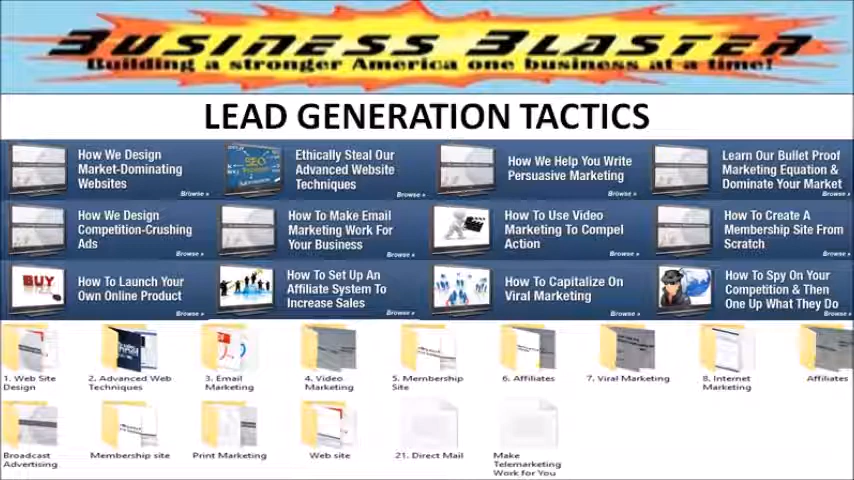 BUSINESS BLASTER
Building a stronger America one business at a time!
LEAD GENERATION TACTICS
How We Design
Market-Dominating
Websites
Browse »
SEO
Ethically Steal Our
Advanced Website
Techniques
Browse »
How We Help You Write
Persuasive Marketing
Browse »
Learn Our Bullet Proof
Marketing Equation &
Dominate Your Market
Browse »
How We Design
Competition-Crushing
Ads
Browse »
How To Make Email
Marketing Work For
Your Business
Browse »
How To Use Video
Marketing To Compel
Action
Browse »
How To Create A
Membership Site From
Scratch
Browse »
BUY
How To Launch Your
Own Online Product
Browse »
How To Set Up An
Affiliate System To
Increase Sales
Browse »
How To Capitalize On
Viral Marketing
Browse »
How To Spy On Your
Competition & Then
One Up What They Do
Browse »
1. Web Site
Design
2. Advanced Web
Techniques
3. Email
Marketing
4. Video
Marketing
5. Membership
Site
6. Affiliates
7. Viral Marketing
8. Internet
Marketing
Affiliates
Broadcast
Advertising
Membership site
Print Marketing
Web site
21. Direct Mail
Make
Telemarketing
Work for You